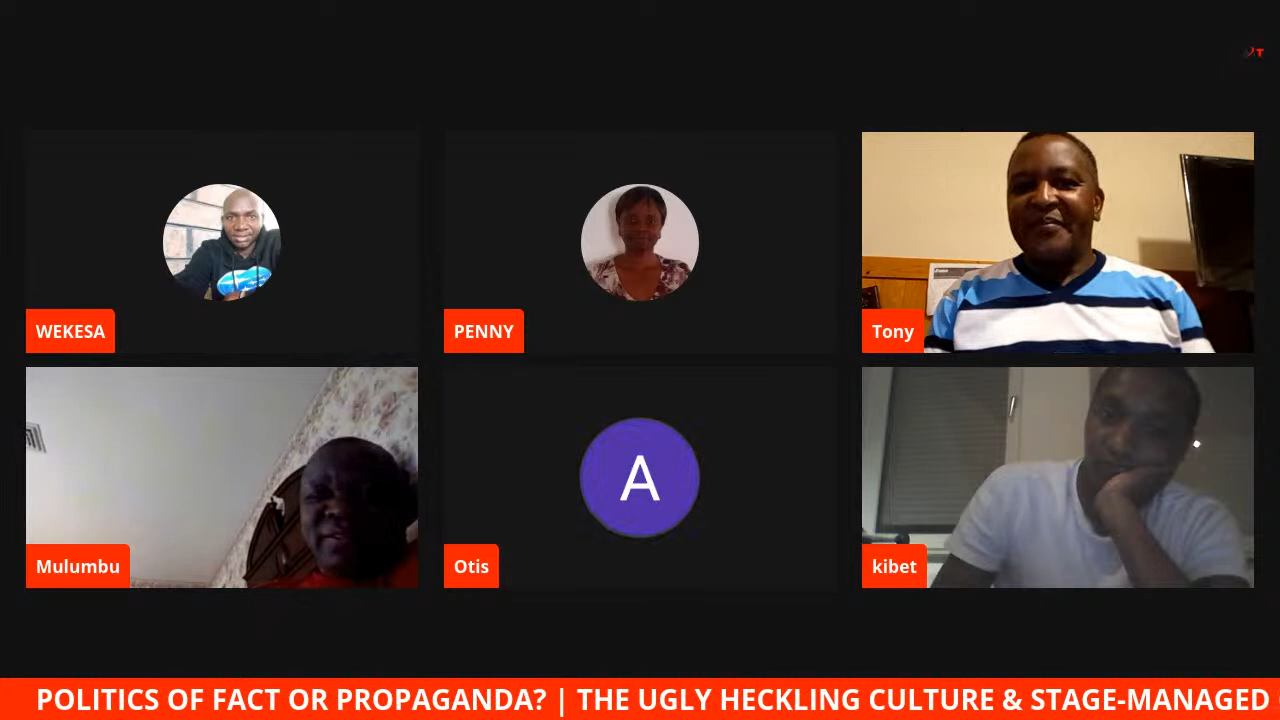 WEKESA
PENNY
Tony
Mulumbu
A
Otis
kibet
POLITICS OF FACT OR PROPAGANDA? | THE UGLY HECKLING CULTURE & STAGE-MANAGED